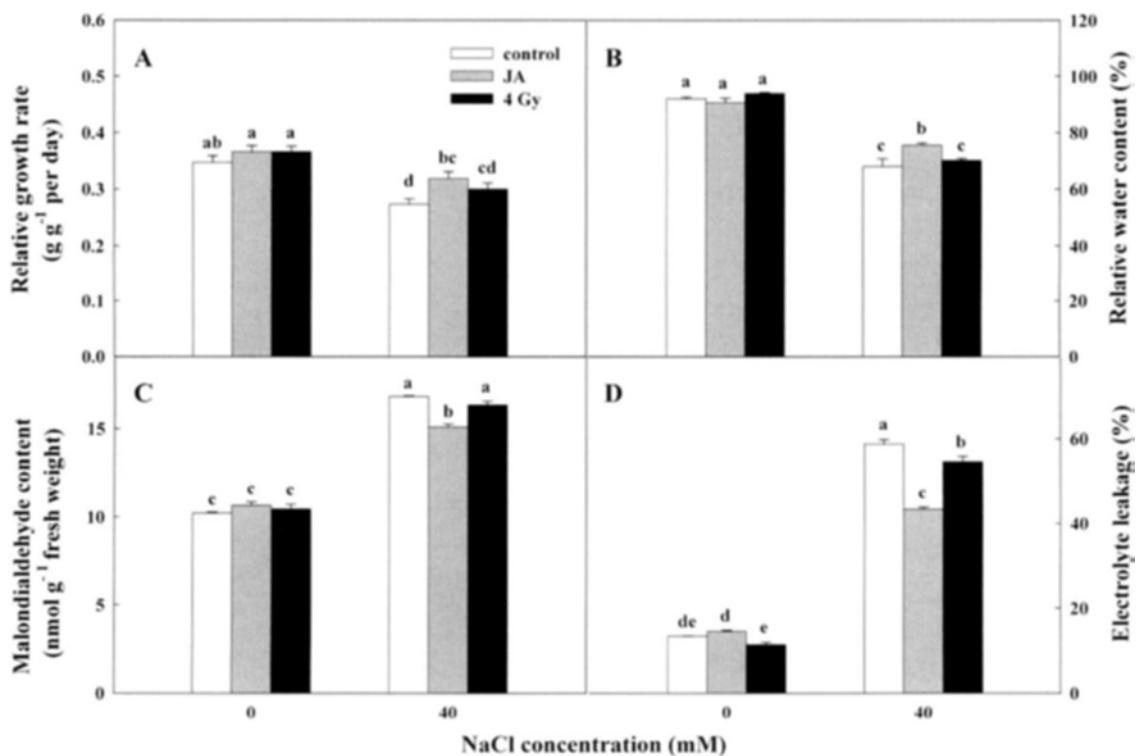 0.6
0.5
0.4
0.3
0.2
0.1
0.0
Relative growth rate
(g g⁻¹ per day)
A
control
JA
4 Gy
ab
a
a
d
bc
cd
B
a
a
a
c
b
c
120
100
80
60
40
20
0
Relative water content (%)
15
10
5
0
Malondialdehyde content
(nmol g⁻¹ fresh weight)
C
c
c
c
a
b
a
0
40
D
de
d
e
a
c
b
0
40
60
40
20
0
Electrolyte leakage (%)
NaCl concentration (mM)